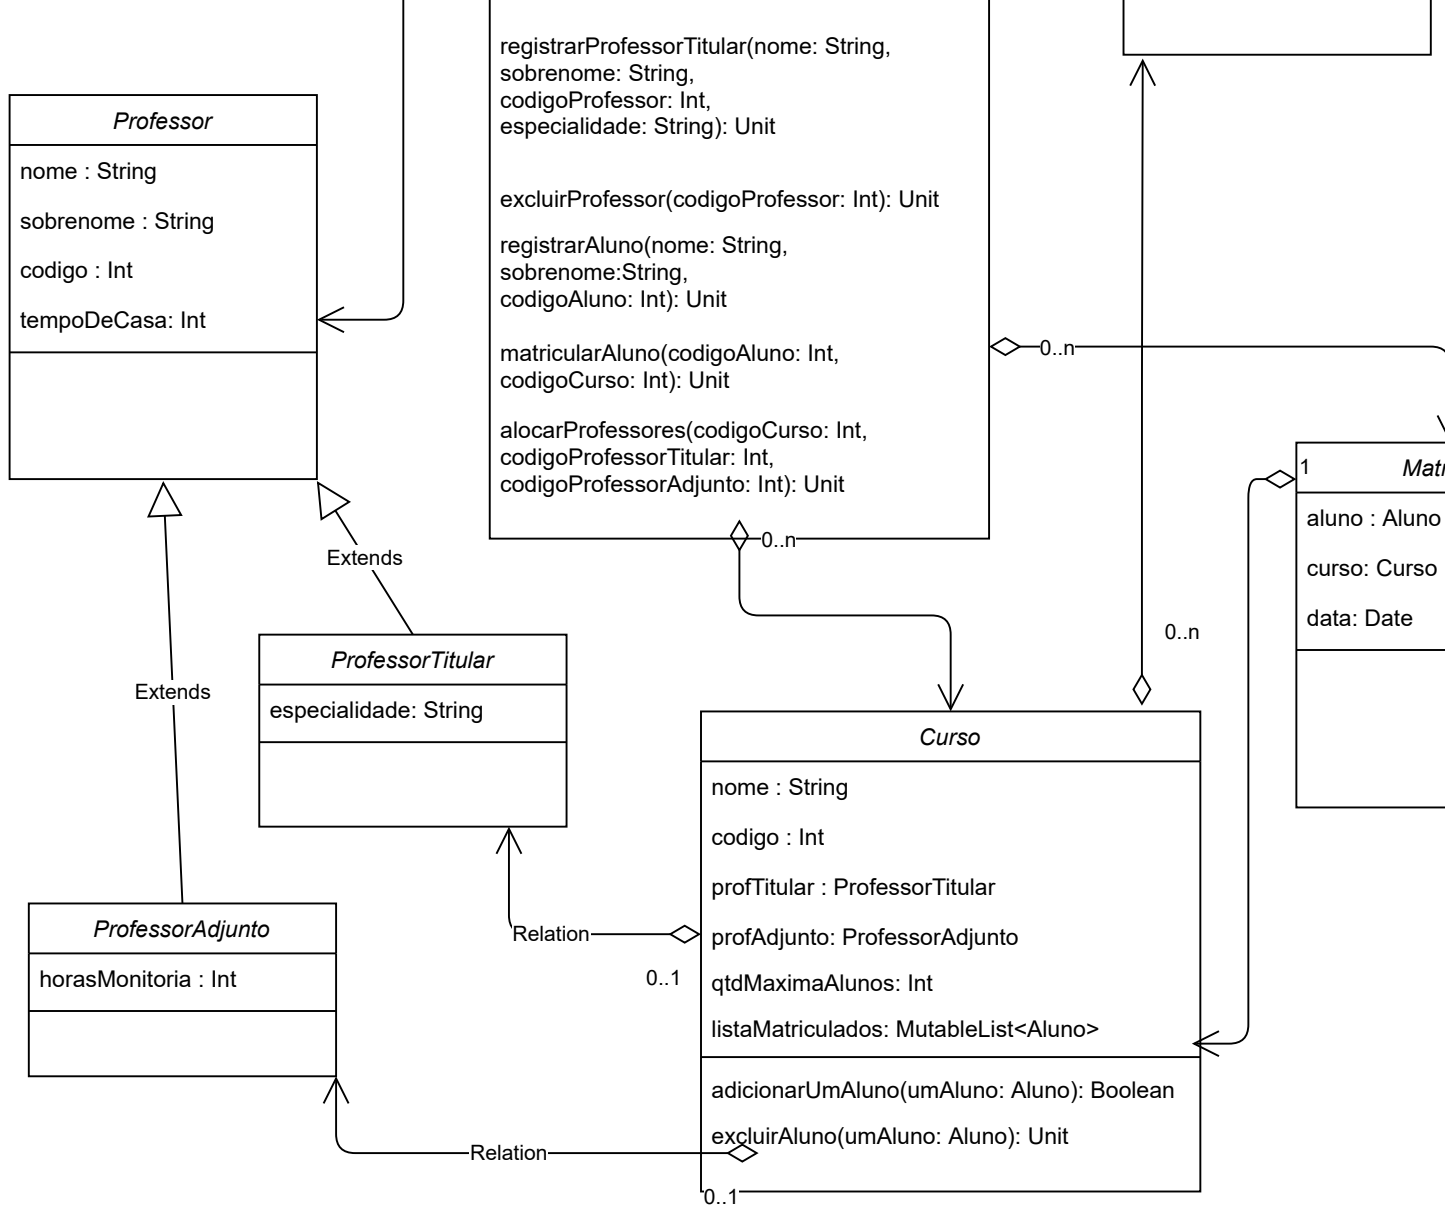 registrarProfessorTitular(nome: String,
sobrenome: String,
codigoProfessor: Int,
especialidade: String): Unit
excluirProfessor(codigoProfessor: Int): Unit
registrarAluno(nome: String,
sobrenome:String,
codigoAluno: Int): Unit
matricularAluno(codigoAluno: Int,
codigoCurso: Int): Unit
alocarProfessores(codigoCurso: Int,
codigoProfessorTitular: Int,
codigoProfessorAdjunto: Int): Unit
Professor
nome : String
sobrenome : String
codigo : Int
tempoDeCasa: Int
0..n
0..n
1
aluno : Aluno
curso: Curso
data: Date
Extends
Extends
0..n
ProfessorTitular
especialidade: String
Curso
nome : String
codigo : Int
profTitular : ProfessorTitular
profAdjunto: ProfessorAdjunto
qtdMaximaAlunos: Int
listaMatriculados: MutableList<Aluno>
adicionarUmAluno(umAluno: Aluno): Boolean
excluirAluno(umAluno: Aluno): Unit
ProfessorAdjunto
horasMonitoria : Int
Relation
0..1
Relation
0..1